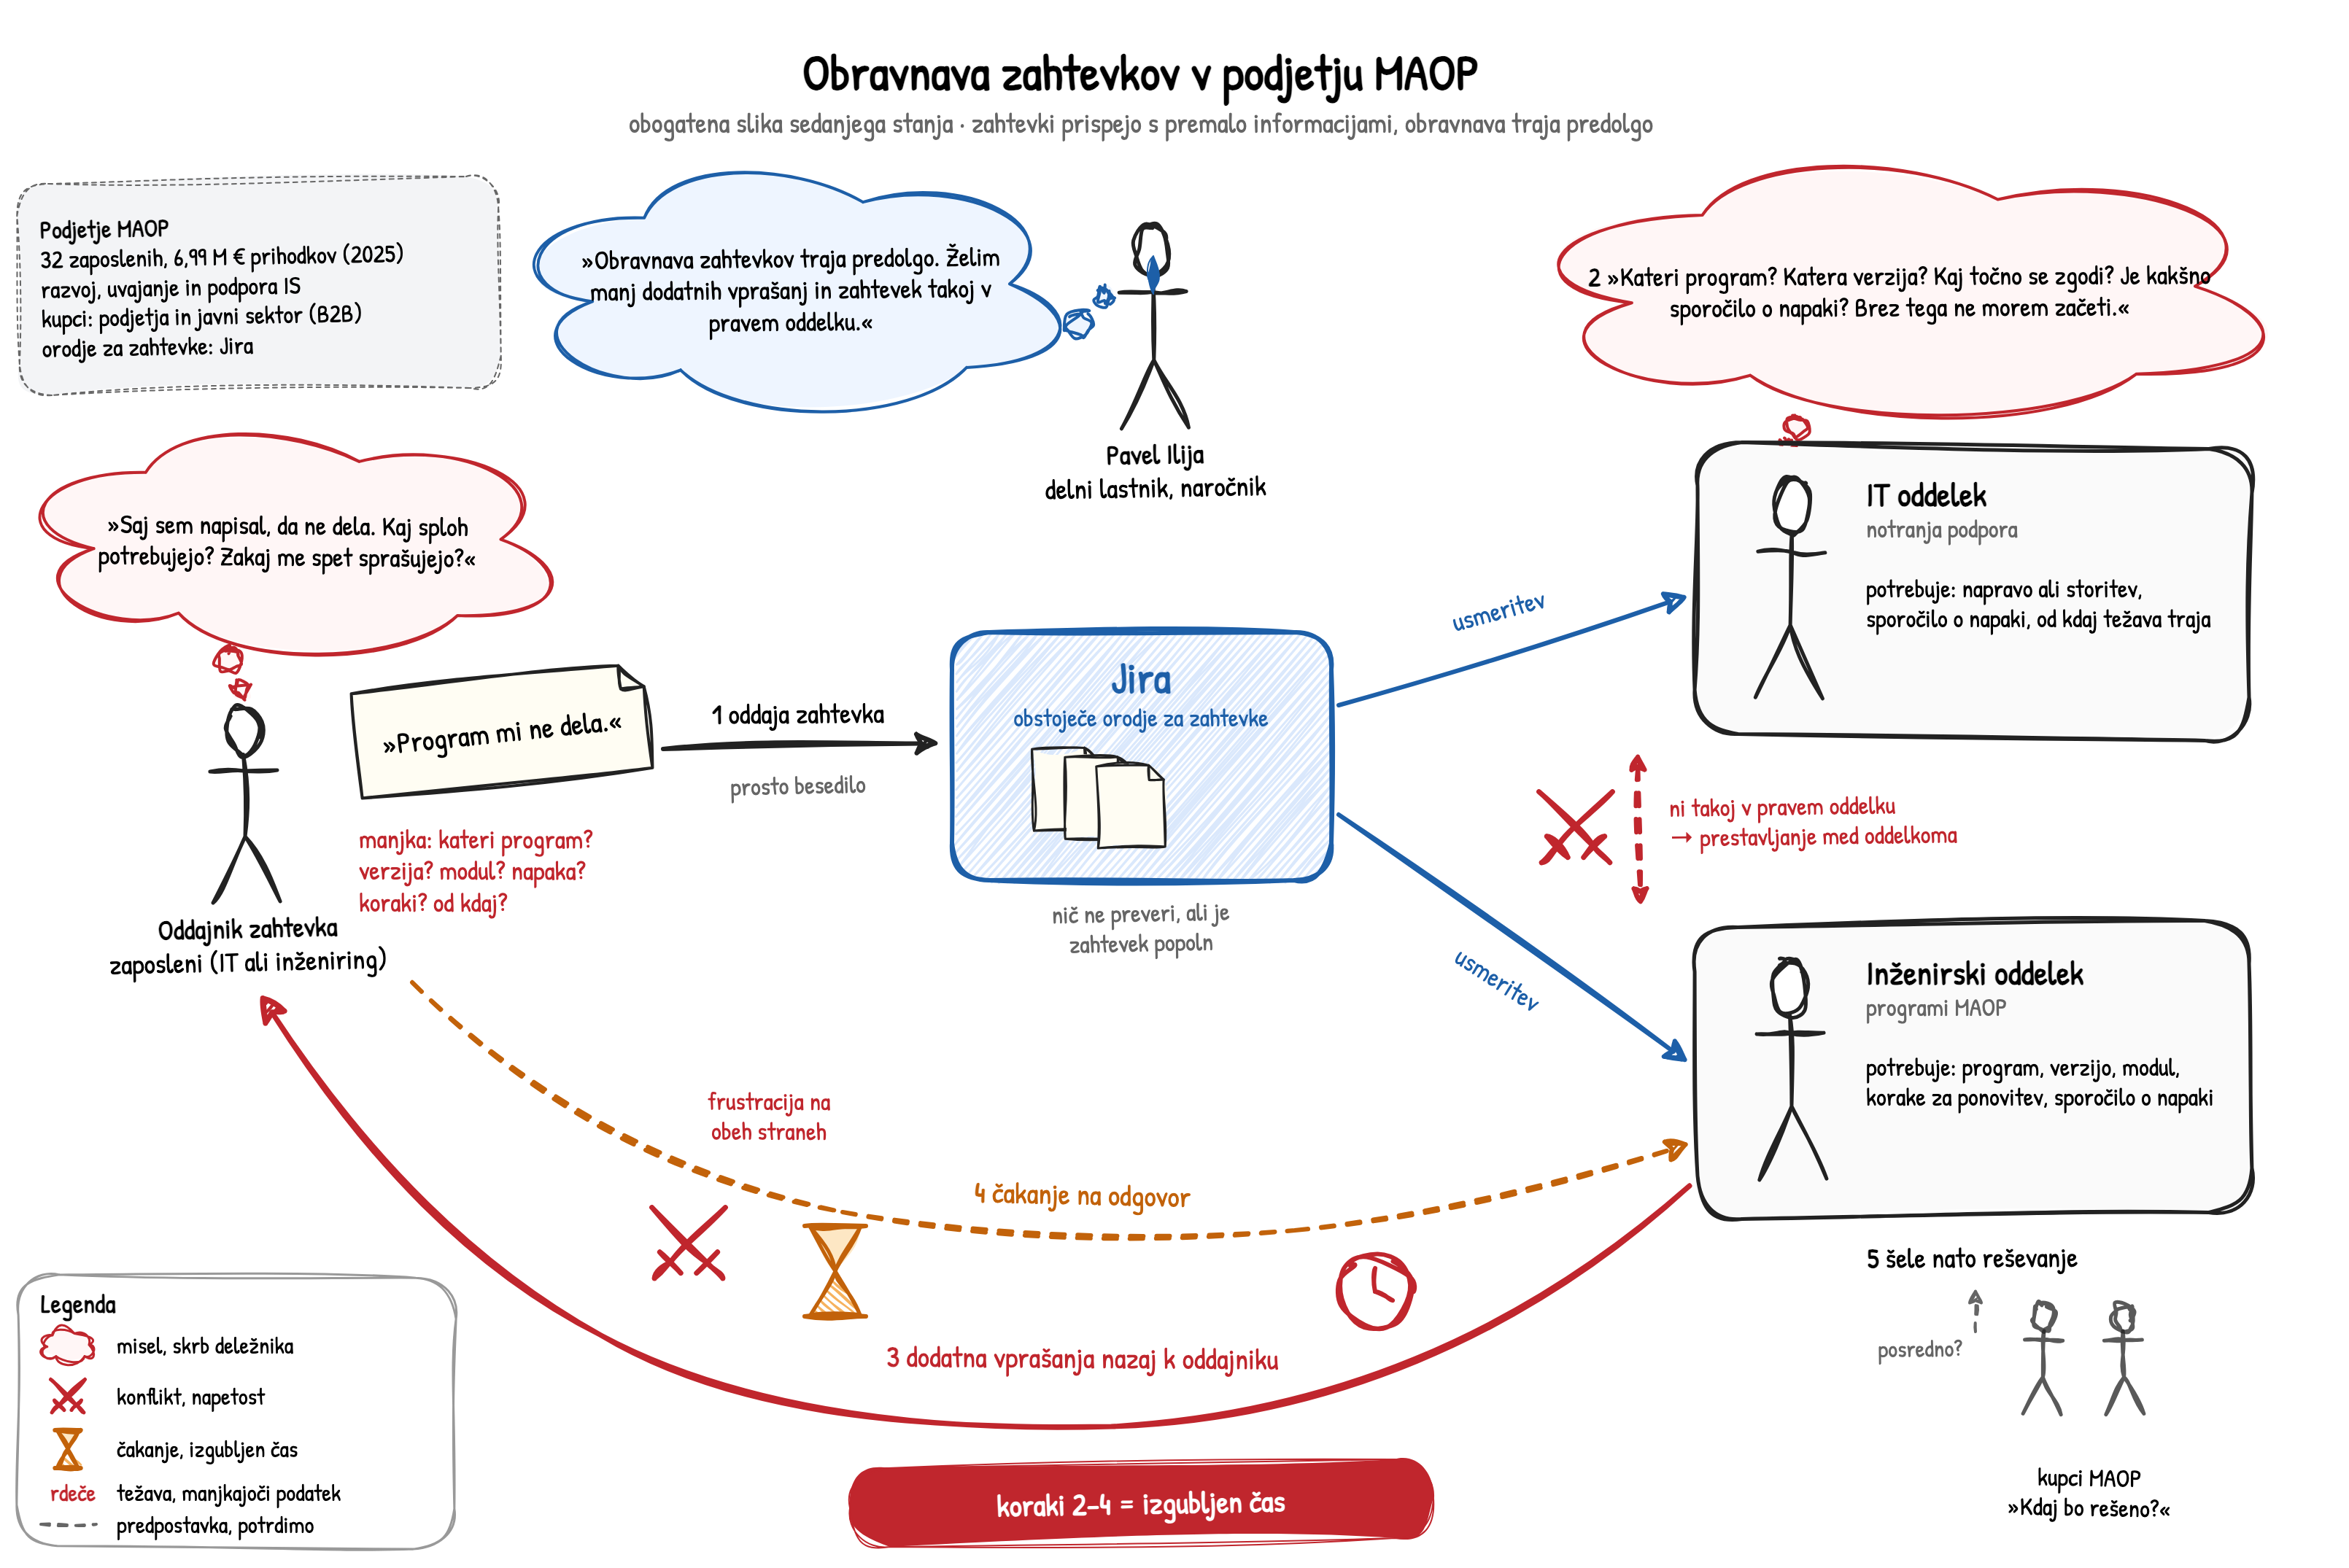 Obravnava zahtevkov v podjetju MAOP
obogatena slika sedanjega stanja · zahtevki prispejo s premalo informacijami, obravnava traja predolgo
Podjetje MAOP
32 zaposlenih, 6,99 M € prihodkov (2025)
razvoj, uvajanje in podpora IS
kupci: podjetja in javni sektor (B2B)
orodje za zahtevke: Jira
»Obravnava zahtevkov traja predolgo. Želim
manj dodatnih vprašanj in zahtevek takoj v
pravem oddelku.«
Pavel Ilija
delni lastnik, naročnik
2 »Kateri program? Katera verzija? Kaj točno se zgodi? Je kakšno
sporočilo o napaki? Brez tega ne morem začeti.«
»Saj sem napisal, da ne dela. Kaj sploh
potrebujejo? Zakaj me spet sprašujejo?«
»Program mi ne dela.«
manjka: kateri program?
verzija? modul? napaka?
koraki? od kdaj?
Oddajnik zahtevka
zaposleni (IT ali inženiring)
1 oddaja zahtevka
prosto besedilo
Jira
obstoječe orodje za zahtevke
nič ne preveri, ali je
zahtevek popoln
usmeritev
usmeritev
IT oddelek
notranja podpora
potrebuje: napravo ali storitev,
sporočilo o napaki, od kdaj težava traja
ni takoj v pravem oddelku
→ prestavljanje med oddelkoma
Inženirski oddelek
programi MAOP
potrebuje: program, verzijo, modul,
korake za ponovitev, sporočilo o napaki
frustracija na
obeh straneh
4 čakanje na odgovor
3 dodatna vprašanja nazaj k oddajniku
5 šele nato reševanje
posredno?
kupci MAOP
»Kdaj bo rešeno?«
koraki 2–4 = izgubljen čas
Legenda
misel, skrb deležnika
konflikt, napetost
čakanje, izgubljen čas
rdeče težava, manjkajoči podatek
predpostavka, potrdimo